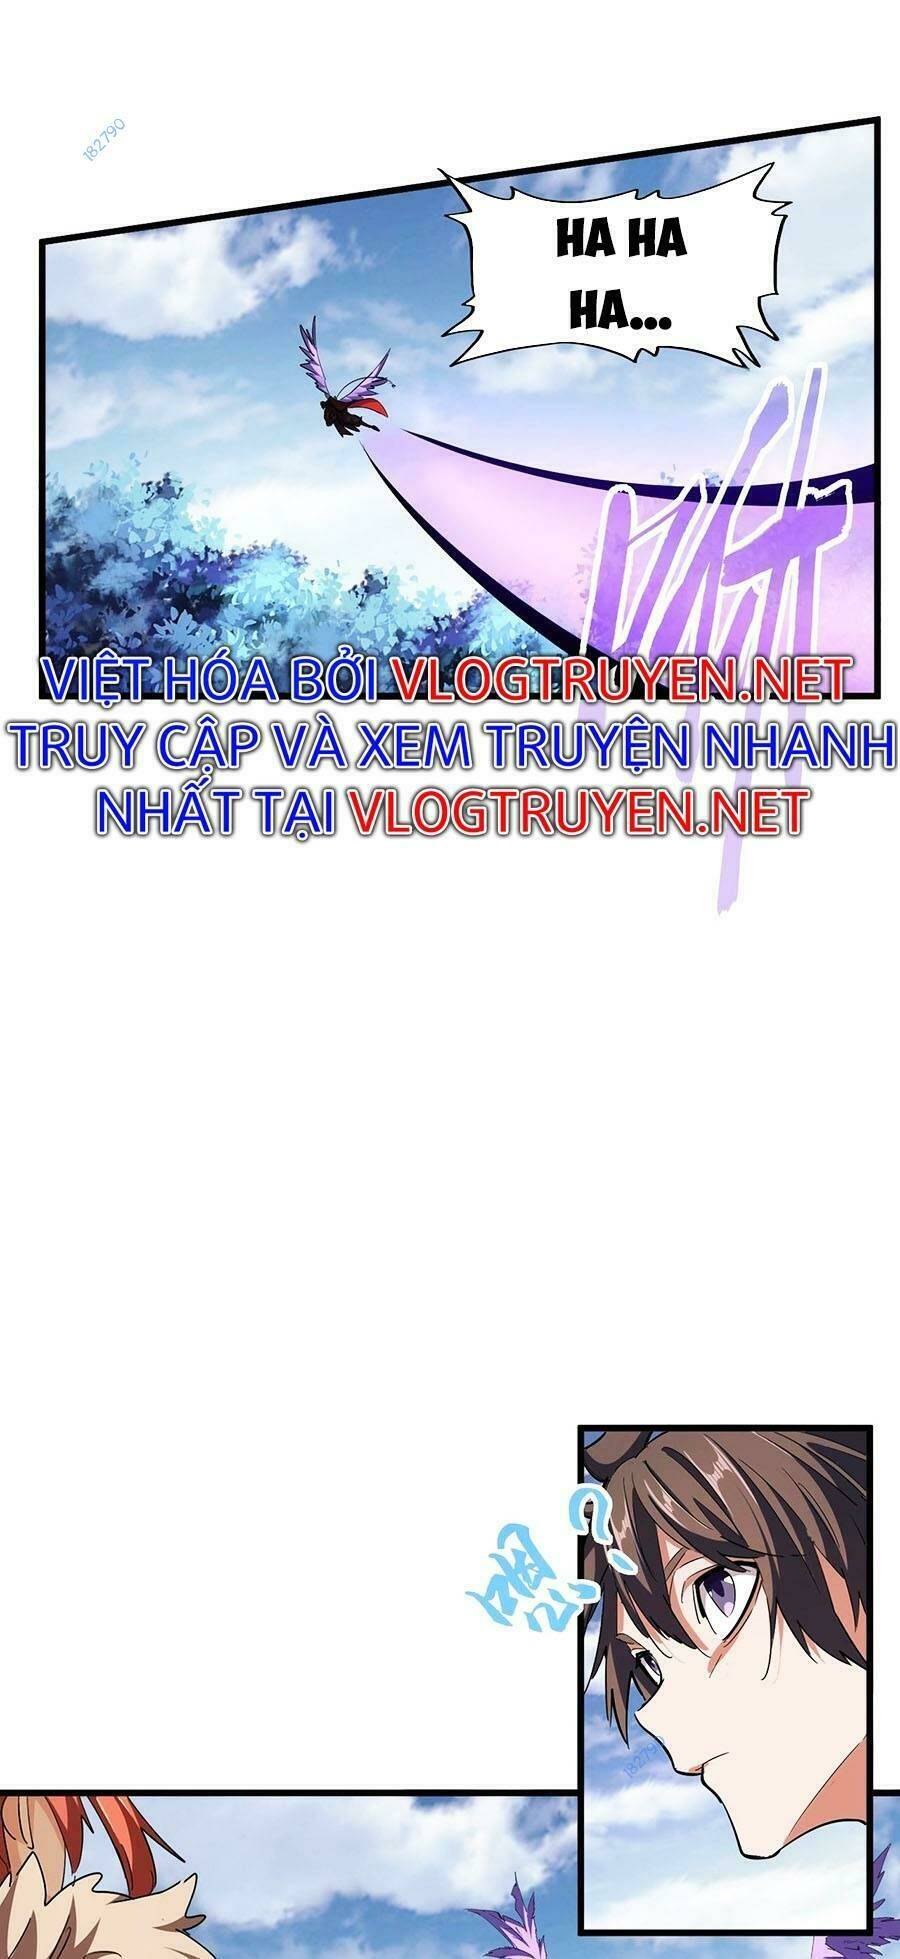 182790
HA HA
HA...
VIỆT HÓA BỞI VLOGTRUYEN.NET
TRUY CẬP VÀ XEM TRUYỆN NHANH
NHẤT TẠI VLOGTRUYEN.NET
嗯?
182790